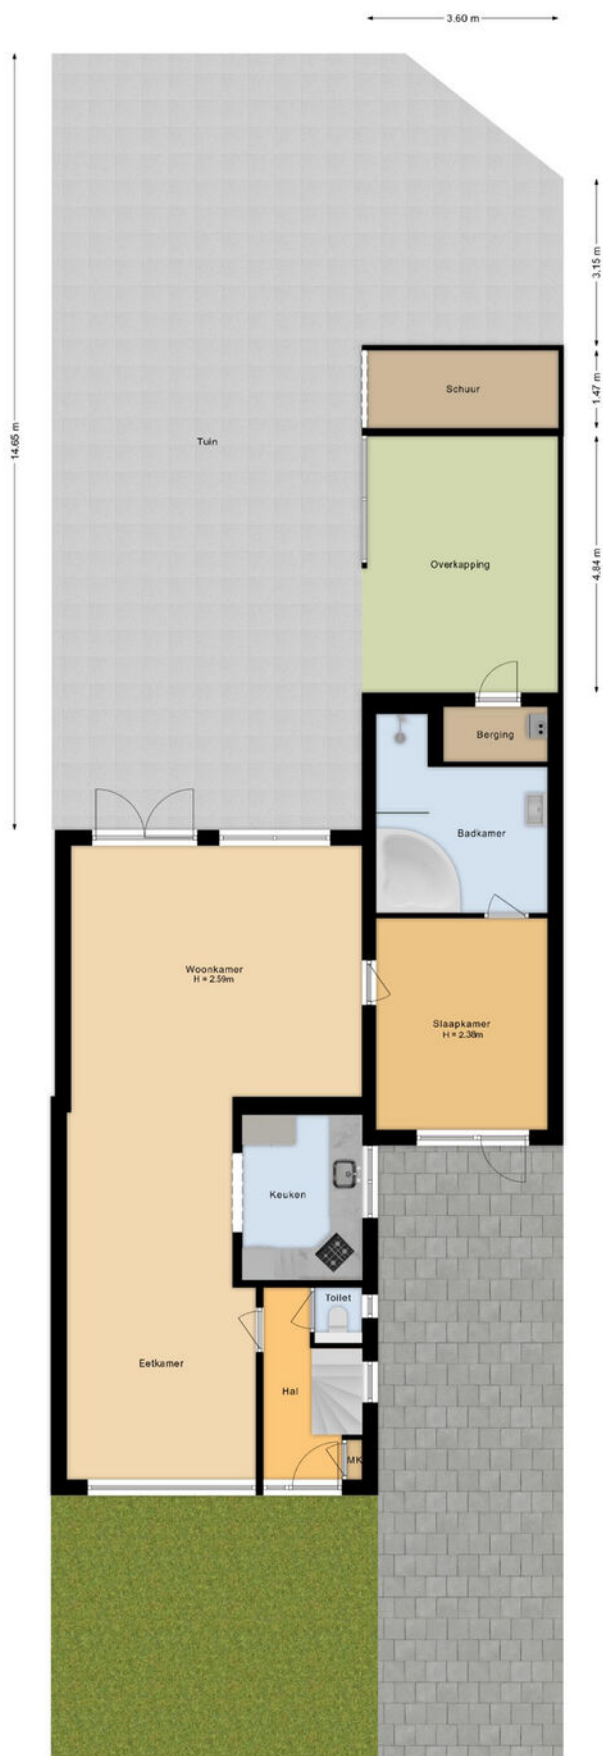 3.60 m
3.15 m
1.47 m
Schuur
14.65 m
Tuin
4.84 m
Overkapping
Berging
Badkamer
Woonkamer
H = 2.59m
Slaapkamer
H = 2.38m
Keuken
Toilet
Eetkamer
Hal
MK